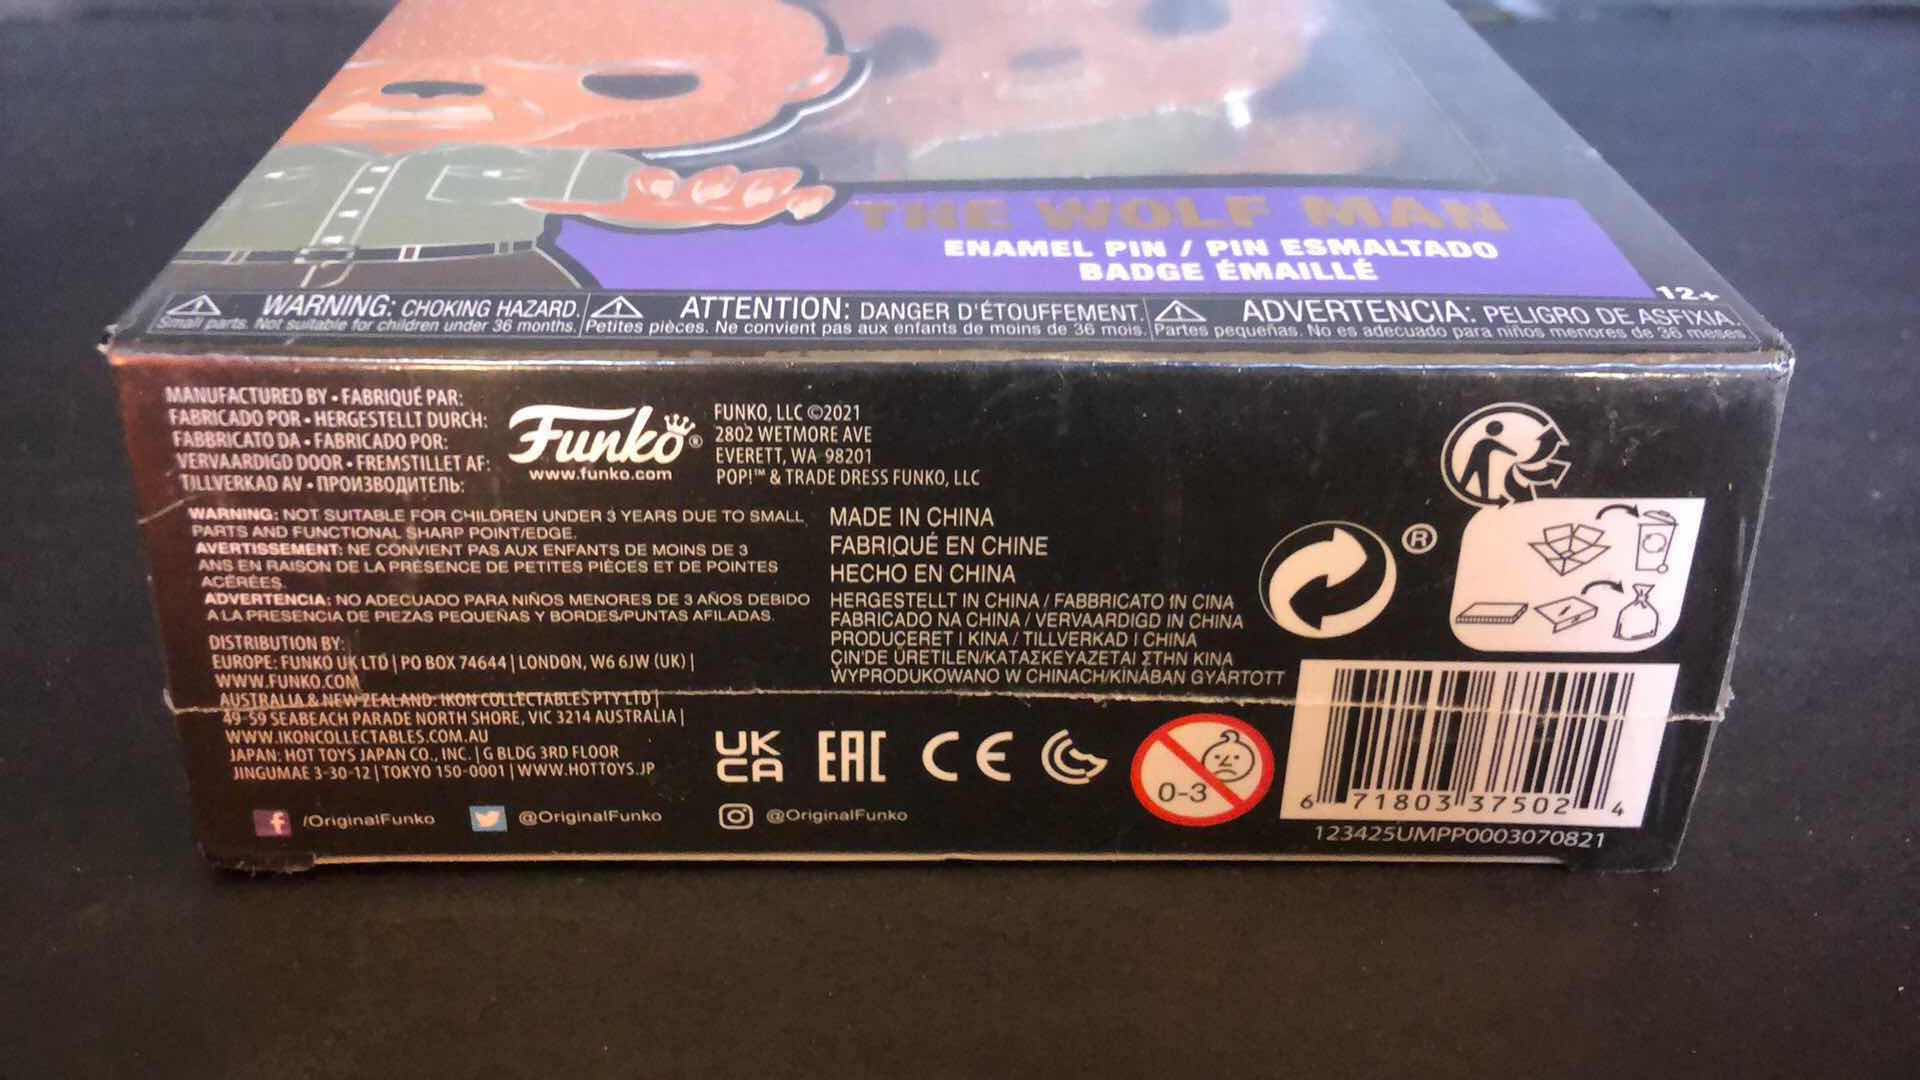 THE WOLF MAN
ENAMEL PIN / PIN ESMALTADO
BADGE ÉMAILLÉ
12+
WARNING: CHOKING HAZARD.
Small parts. Not suitable for children under 36 months.
ATTENTION: DANGER D'ÉTOUFFEMENT.
Petites pièces. Ne convient pas aux enfants de moins de 36 mois.
ADVERTENCIA: PELIGRO DE ASFIXIA.
Partes pequeñas. No es adecuado para niños menores de 36 meses
MANUFACTURED BY • FABRIQUÉ PAR:
FABRICADO POR • HERGESTELLT DURCH:
FABBRICATO DA • FABRICADO POR:
VERVAARDIGD DOOR • FREMSTILLET AF:
TILLVERKAD AV • ПРОИЗВОДИТЕЛЬ:
Funko®
www.funko.com
FUNKO, LLC ©2021
2802 WETMORE AVE
EVERETT, WA 98201
POP!™ & TRADE DRESS FUNKO, LLC
WARNING: NOT SUITABLE FOR CHILDREN UNDER 3 YEARS DUE TO SMALL
PARTS AND FUNCTIONAL SHARP POINT/EDGE.
AVERTISSEMENT: NE CONVIENT PAS AUX ENFANTS DE MOINS DE 3
ANS EN RAISON DE LA PRÉSENCE DE PETITES PIÈCES ET DE POINTES
ACÉRÉES.
ADVERTENCIA: NO ADECUADO PARA NIÑOS MENORES DE 3 AÑOS DEBIDO
A LA PRESENCIA DE PIEZAS PEQUEÑAS Y BORDES/PUNTAS AFILADAS.
DISTRIBUTION BY:
EUROPE: FUNKO UK LTD | PO BOX 74644 | LONDON, W6 6JW (UK) |
WWW.FUNKO.COM
AUSTRALIA & NEW ZEALAND: IKON COLLECTABLES PTY LTD |
49-59 SEABEACH PARADE NORTH SHORE, VIC 3214 AUSTRALIA |
WWW.IKONCOLLECTABLES.COM.AU
JAPAN: HOT TOYS JAPAN CO., INC. | G BLDG 3RD FLOOR
JINGUMAE 3-30-12 | TOKYO 150-0001 | WWW.HOTTOYS.JP
MADE IN CHINA
FABRIQUÉ EN CHINE
HECHO EN CHINA
HERGESTELLT IN CHINA / FABBRICATO IN CINA
FABRICADO NA CHINA / VERVAARDIGD IN CHINA
PRODUCERET I KINA / TILLVERKAD I CHINA
ÇIN'DE ÜRETILEN/ΚΑΤΑΣΚΕΥΑΖΕΤΑΙ ΣΤΗΝ ΚΙΝΑ
WYPRODUKOWANO W CHINACH/KINÁBAN GYÁRTOTT
®
UK
CA
EAC
CE
0-3
6 71803 37502 4
123425UMPP0003070821
f /OriginalFunko
@OriginalFunko
@OriginalFunko